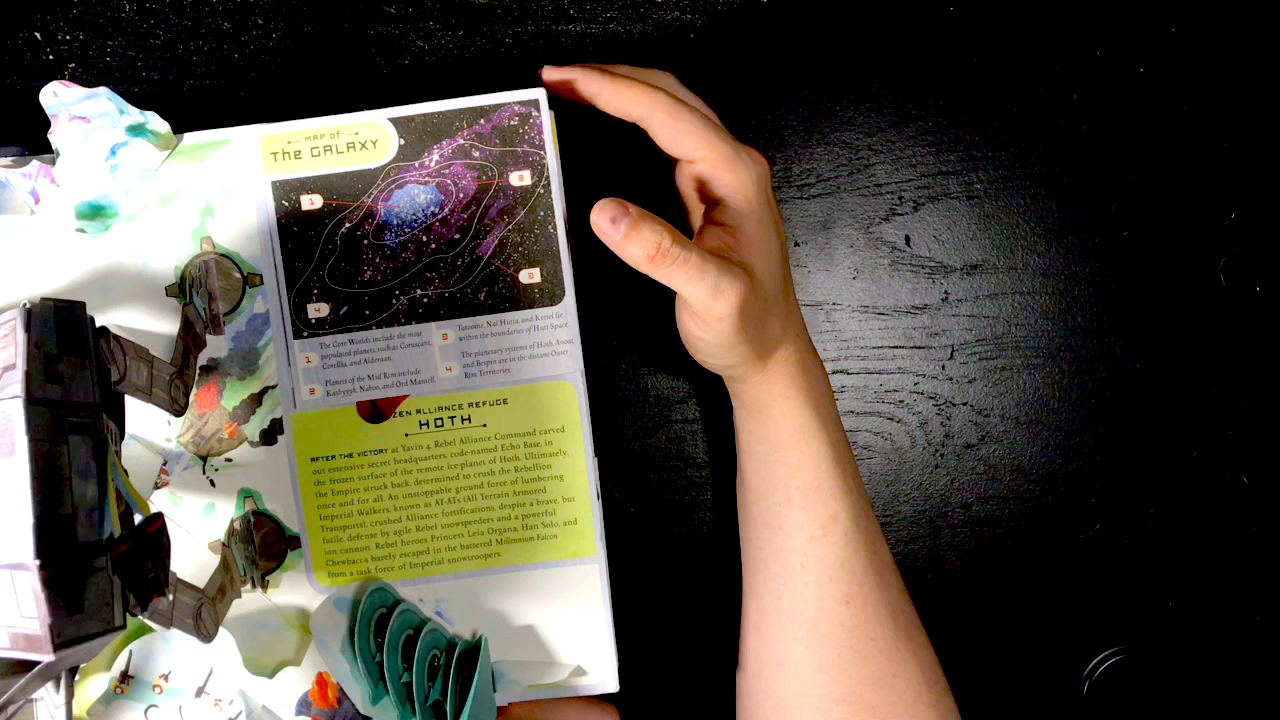 MAP of
The GALAXY
1
2
3
4
1 The Core Worlds include the most
populated planets, such as Coruscant,
Corellia, and Alderaan.
2 Planets of the Mid Rim include
Kashyyyk, Naboo, and Ord Mantell.
3 Tatooine, Nal Hutta, and Kessel lie
within the boundaries of Hutt Space.
4 The planetary systems of Hoth, Anoat,
and Bespin are in the distant Outer
Rim Territories.
ZEN ALLIANCE REFUGE
HOTH
AFTER THE VICTORY at Yavin 4, Rebel Alliance Command carved
out extensive secret headquarters, code-named Echo Base, in
the frozen surface of the remote ice-planet of Hoth. Ultimately,
the Empire struck back, determined to crush the Rebellion
once and for all. An unstoppable ground force of lumbering
Imperial Walkers, known as AT-ATs (All Terrain Armored
Transports), crushed Alliance fortifications, despite a brave, but
futile, defense by agile Rebel snowspeeders and a powerful
ion cannon. Rebel heroes Princess Leia Organa, Han Solo, and
Chewbacca barely escaped in the battered Millennium Falcon
from a task force of Imperial snowtroopers.